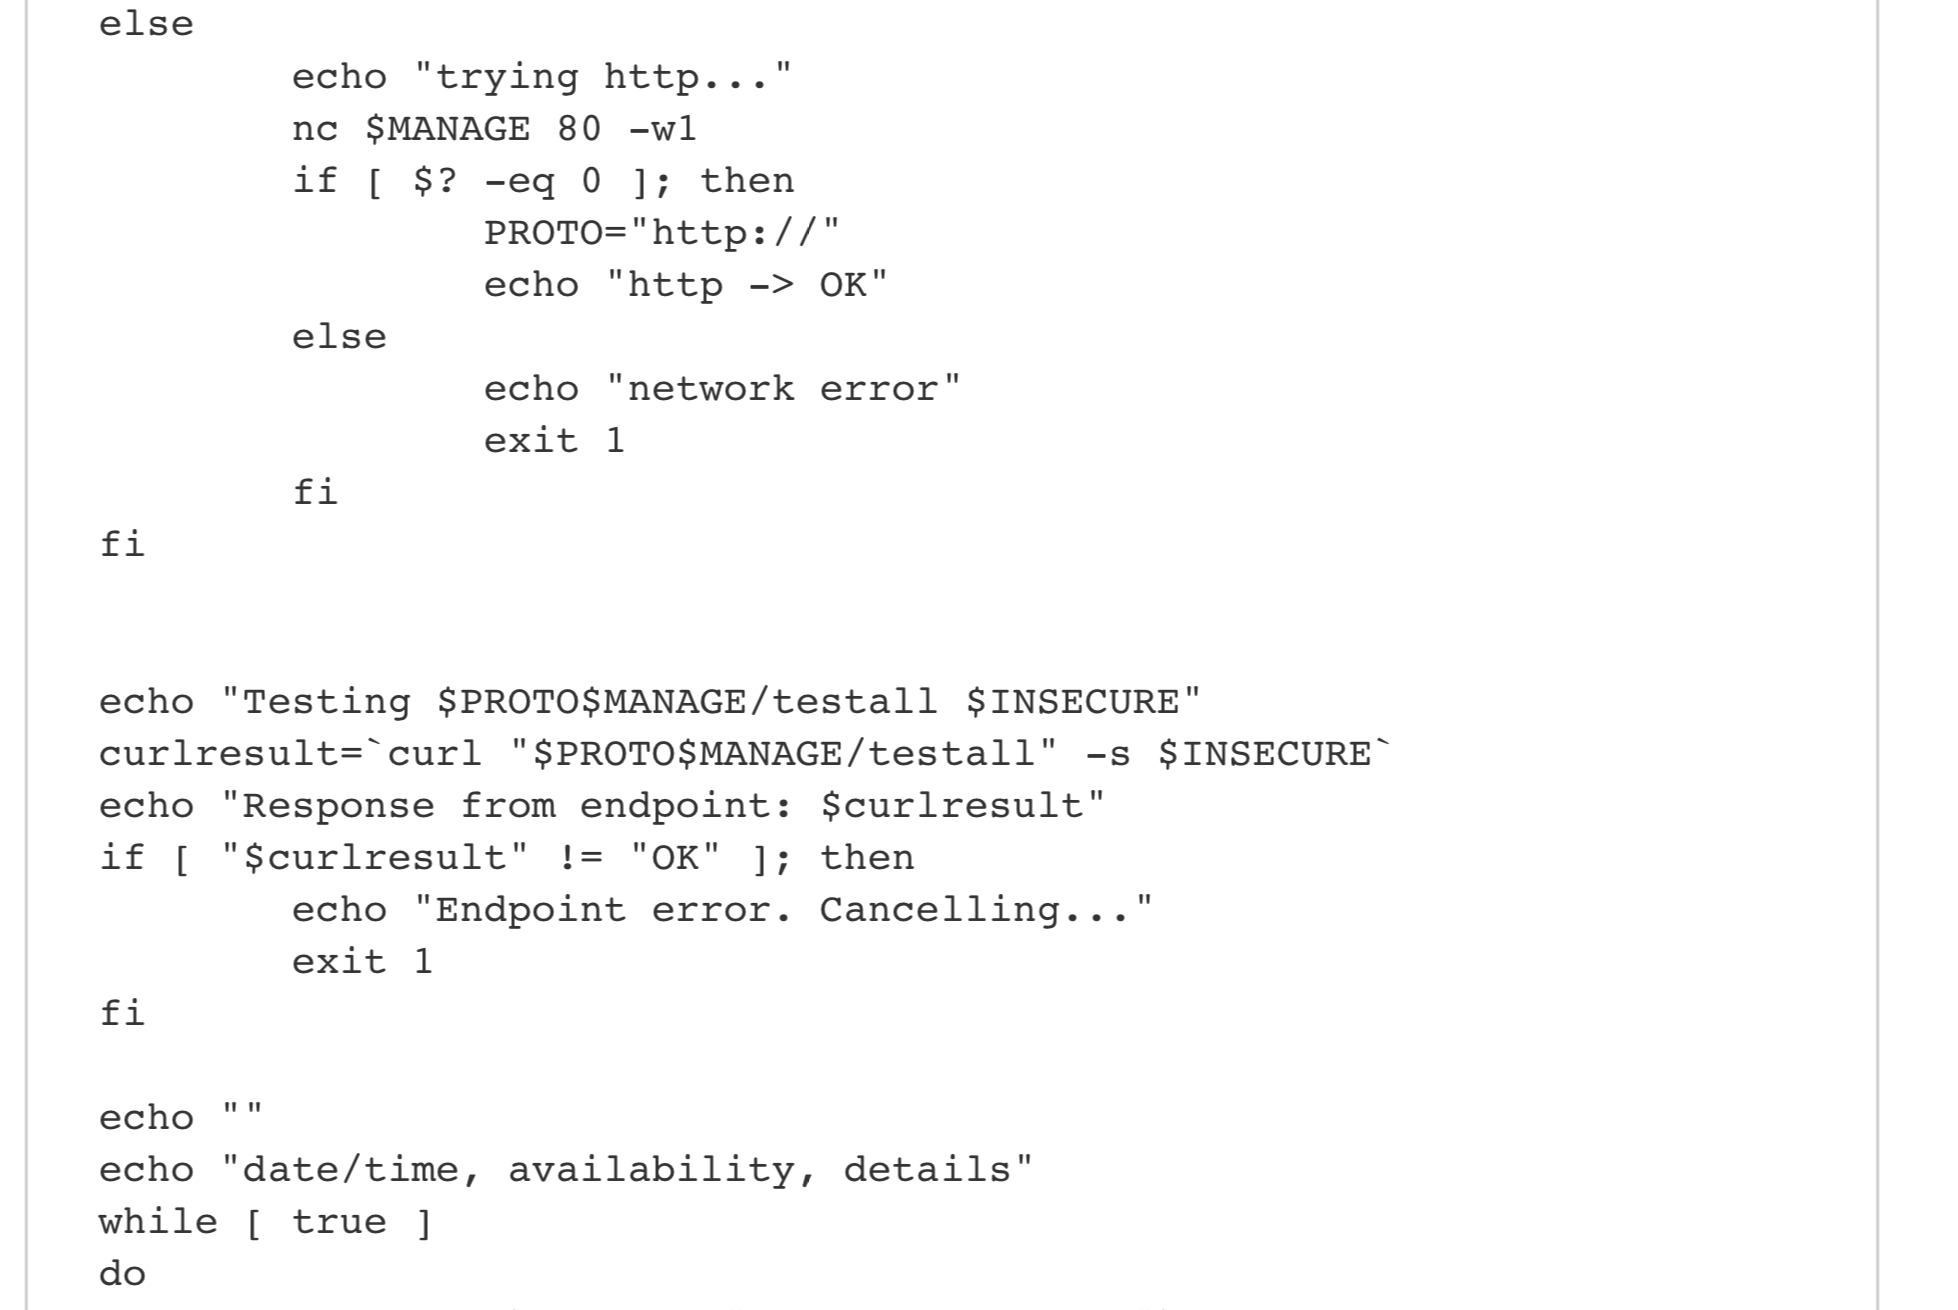 else
        echo "trying http..."
        nc $MANAGE 80 -w1
        if [ $? -eq 0 ]; then
                PROTO="http://"
                echo "http -> OK"
        else
                echo "network error"
                exit 1
        fi
fi


echo "Testing $PROTO$MANAGE/testall $INSECURE"
curlresult=`curl "$PROTO$MANAGE/testall" -s $INSECURE`
echo "Response from endpoint: $curlresult"
if [ "$curlresult" != "OK" ]; then
        echo "Endpoint error. Cancelling..."
        exit 1
fi

echo ""
echo "date/time, availability, details"
while [ true ]
do